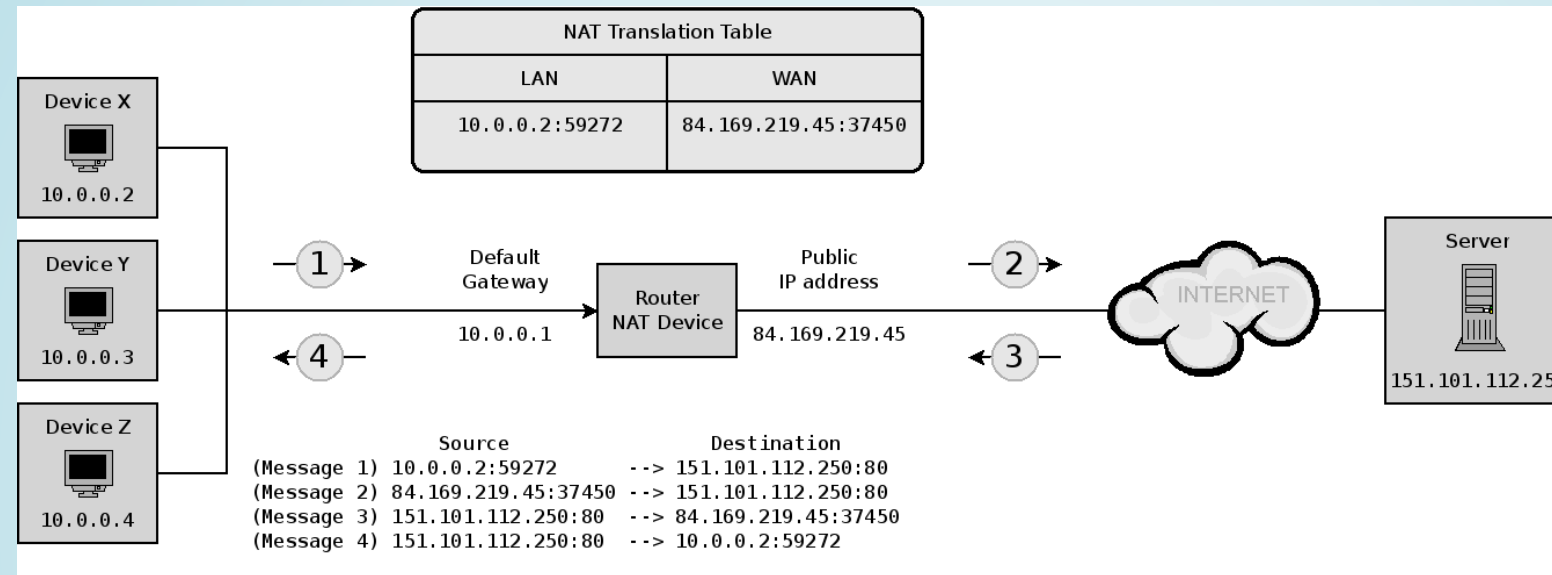 NAT Translation Table
LAN WAN
10.0.0.2:59272 84.169.219.45:37450
Device X
10.0.0.2
Device Y
10.0.0.3
Device Z
10.0.0.4
1
4
Default
Gateway
10.0.0.1
Router
NAT Device
Public
IP address
84.169.219.45
2
3
INTERNET
Server
151.101.112.25
Source Destination
(Message 1) 10.0.0.2:59272 --> 151.101.112.250:80
(Message 2) 84.169.219.45:37450 --> 151.101.112.250:80
(Message 3) 151.101.112.250:80 --> 84.169.219.45:37450
(Message 4) 151.101.112.250:80 --> 10.0.0.2:59272